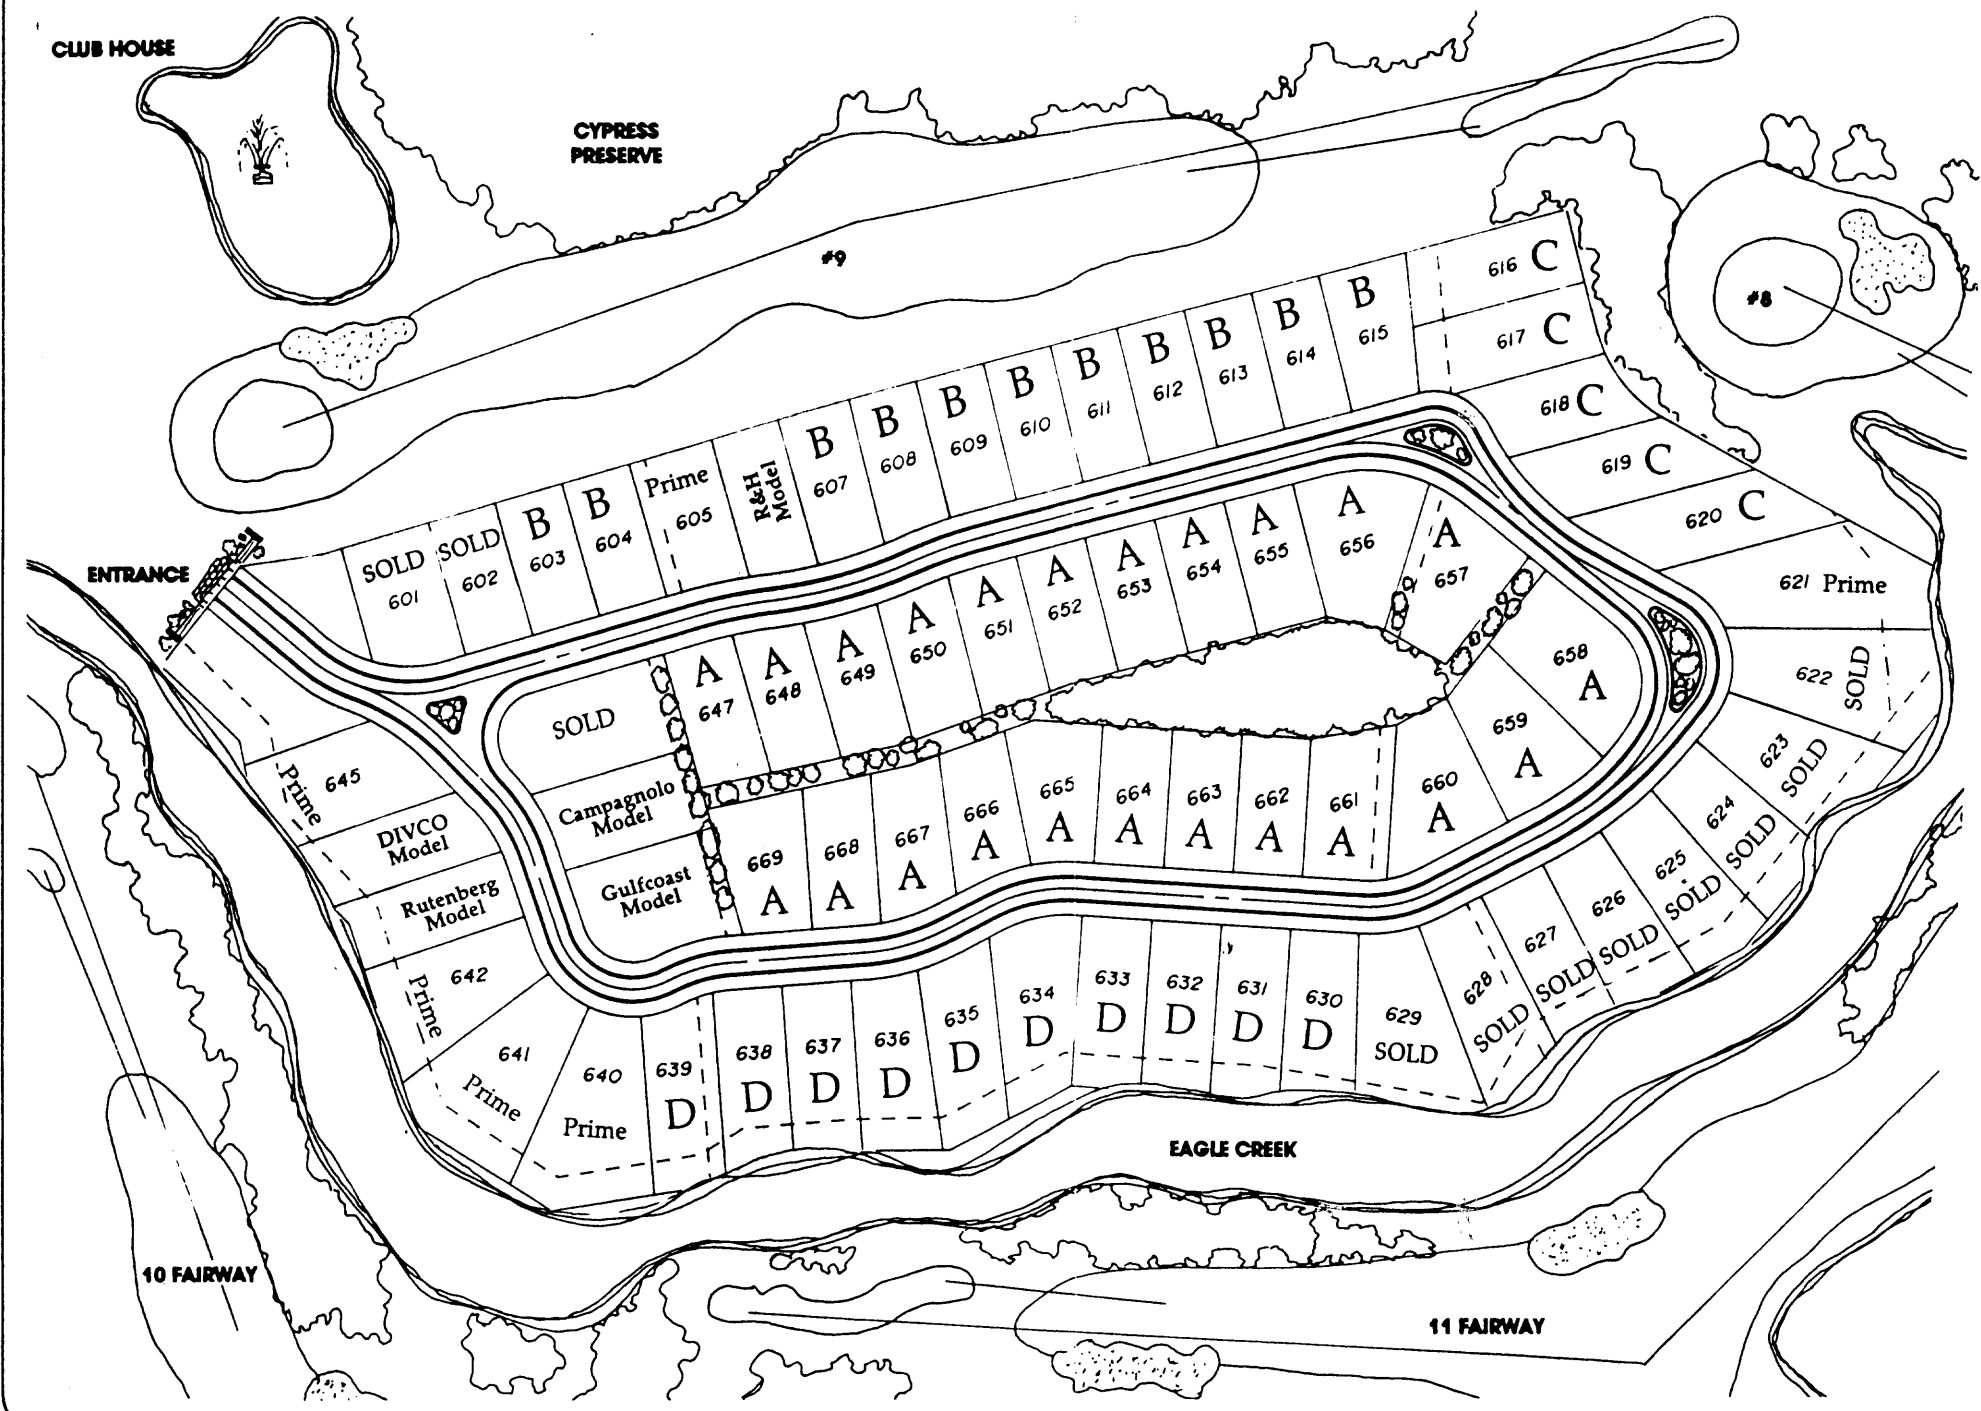 CLUB HOUSE
CYPRESS
PRESERVE
#9
#8
ENTRANCE
SOLD
601
SOLD
602
B
603
B
604
Prime
605
R&H
Model
B
607
B
608
B
609
B
610
B
611
B
612
B
613
B
614
B
615
616 C
617 C
618 C
619 C
620 C
621 Prime
622
SOLD
623
SOLD
624
SOLD
625
SOLD
626
SOLD
627
SOLD
628
SOLD
629
SOLD
630
D
631
D
632
D
633
D
634
D
635
D
636
D
637
D
638
D
639
D
640
Prime
641
Prime
642
Prime
Rutenberg
Model
DIVCO
Model
645
Prime
SOLD
Campagnolo
Model
Gulfcoast
Model
A
647
A
648
A
649
A
650
A
651
A
652
A
653
A
654
A
655
A
656
A
657
658
A
659
A
660
A
661
A
662
A
663
A
664
A
665
A
666
A
667
A
668
A
669
A
EAGLE CREEK
10 FAIRWAY
11 FAIRWAY